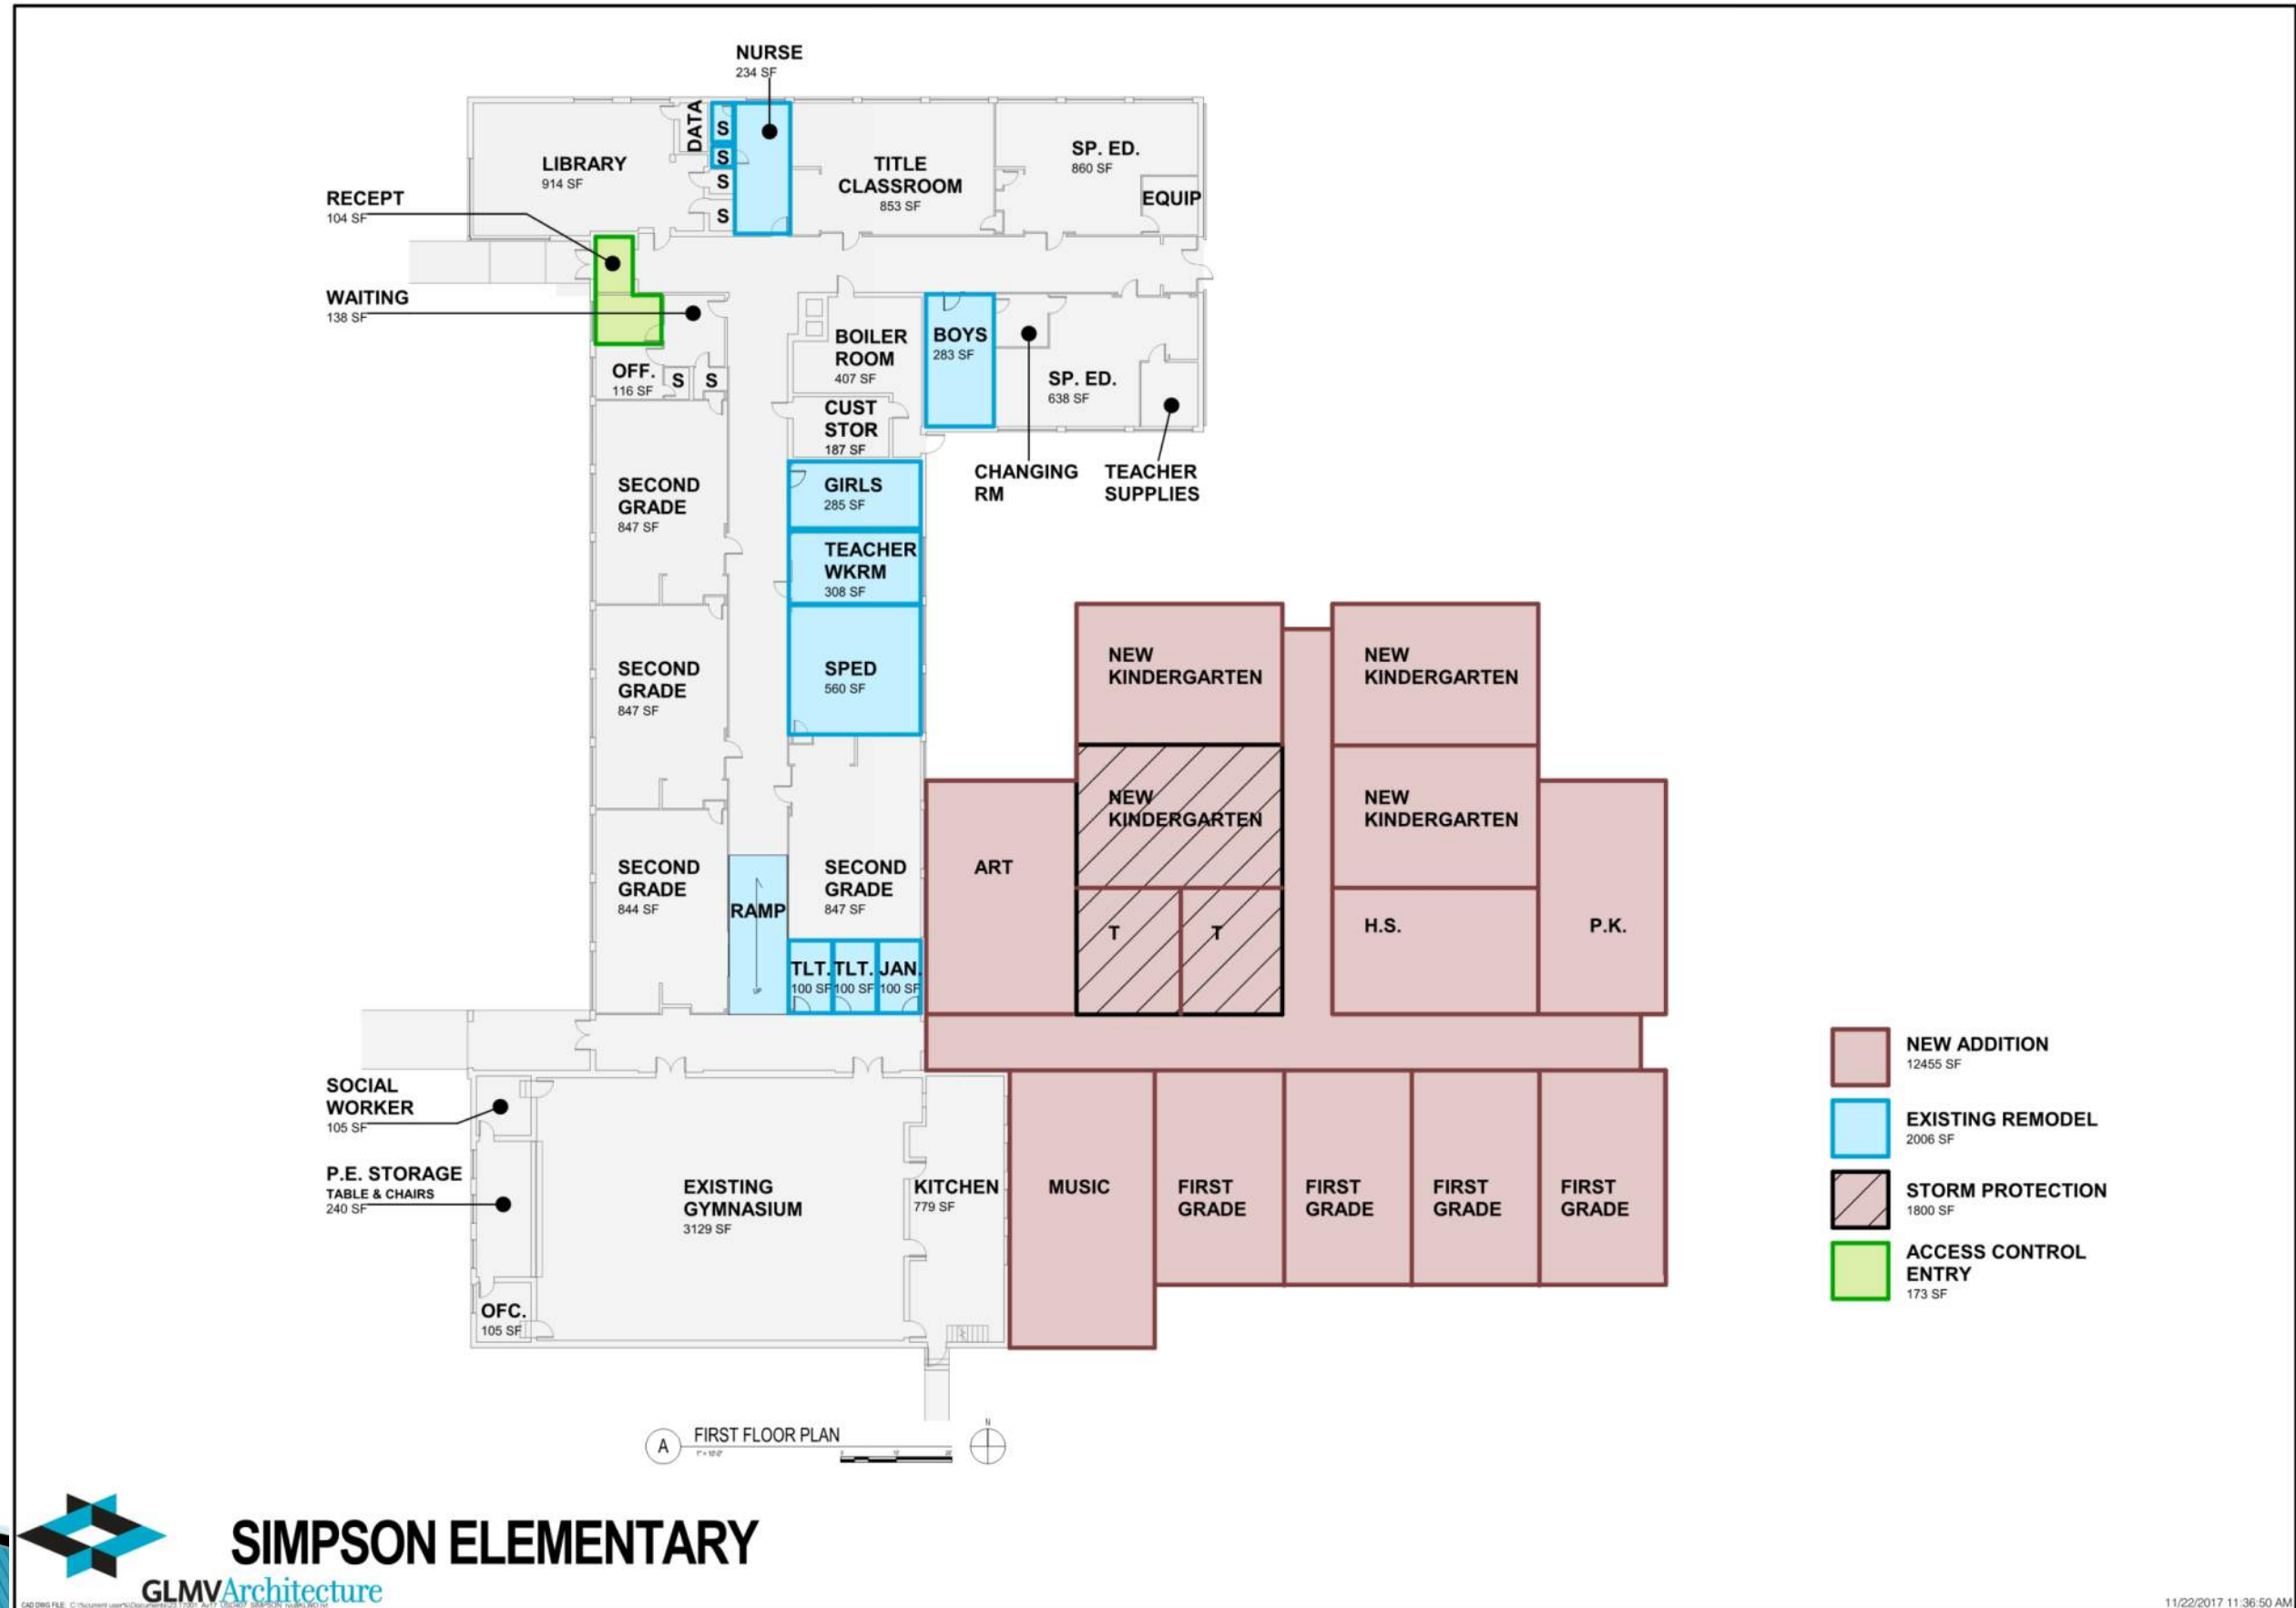 NURSE
234 SF
DATA
S
S
S
S
LIBRARY
914 SF
TITLE
CLASSROOM
853 SF
SP. ED.
860 SF
EQUIP
RECEPT
104 SF
WAITING
138 SF
OFF.
116 SF
S
S
BOILER
ROOM
407 SF
BOYS
283 SF
SP. ED.
638 SF
CUST
STOR
187 SF
CHANGING
RM
TEACHER
SUPPLIES
SECOND
GRADE
847 SF
GIRLS
285 SF
TEACHER
WKRM
308 SF
SECOND
GRADE
847 SF
SPED
560 SF
NEW
KINDERGARTEN
NEW
KINDERGARTEN
NEW
KINDERGARTEN
NEW
KINDERGARTEN
SECOND
GRADE
844 SF
RAMP
UP
SECOND
GRADE
847 SF
ART
T
T
H.S.
P.K.
TLT.
100 SF
TLT.
100 SF
JAN.
100 SF
SOCIAL
WORKER
105 SF
P.E. STORAGE
TABLE & CHAIRS
240 SF
OFC.
105 SF
EXISTING
GYMNASIUM
3129 SF
KITCHEN
779 SF
MUSIC
FIRST
GRADE
FIRST
GRADE
FIRST
GRADE
FIRST
GRADE
NEW ADDITION
12455 SF
EXISTING REMODEL
2006 SF
STORM PROTECTION
1800 SF
ACCESS CONTROL
ENTRY
173 SF
A
FIRST FLOOR PLAN
N
SIMPSON ELEMENTARY
GLMVArchitecture
CAD DWG FILE:
11/22/2017 11:36:50 AM